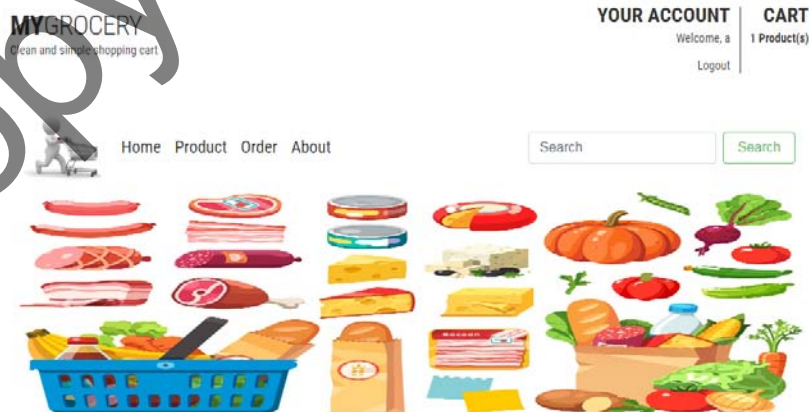 MYGROCERY
Clean and simple shopping cart
YOUR ACCOUNT
Welcome, a
Logout
CART
1 Product(s)
Home Product Order About
Search
Search